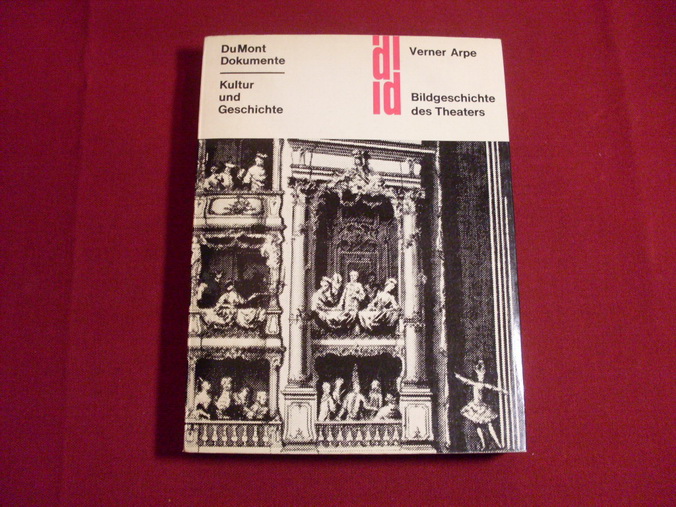 DuMont
Dokumente
Kultur
und
Geschichte
Verner Arpe
Bildgeschichte
des Theaters